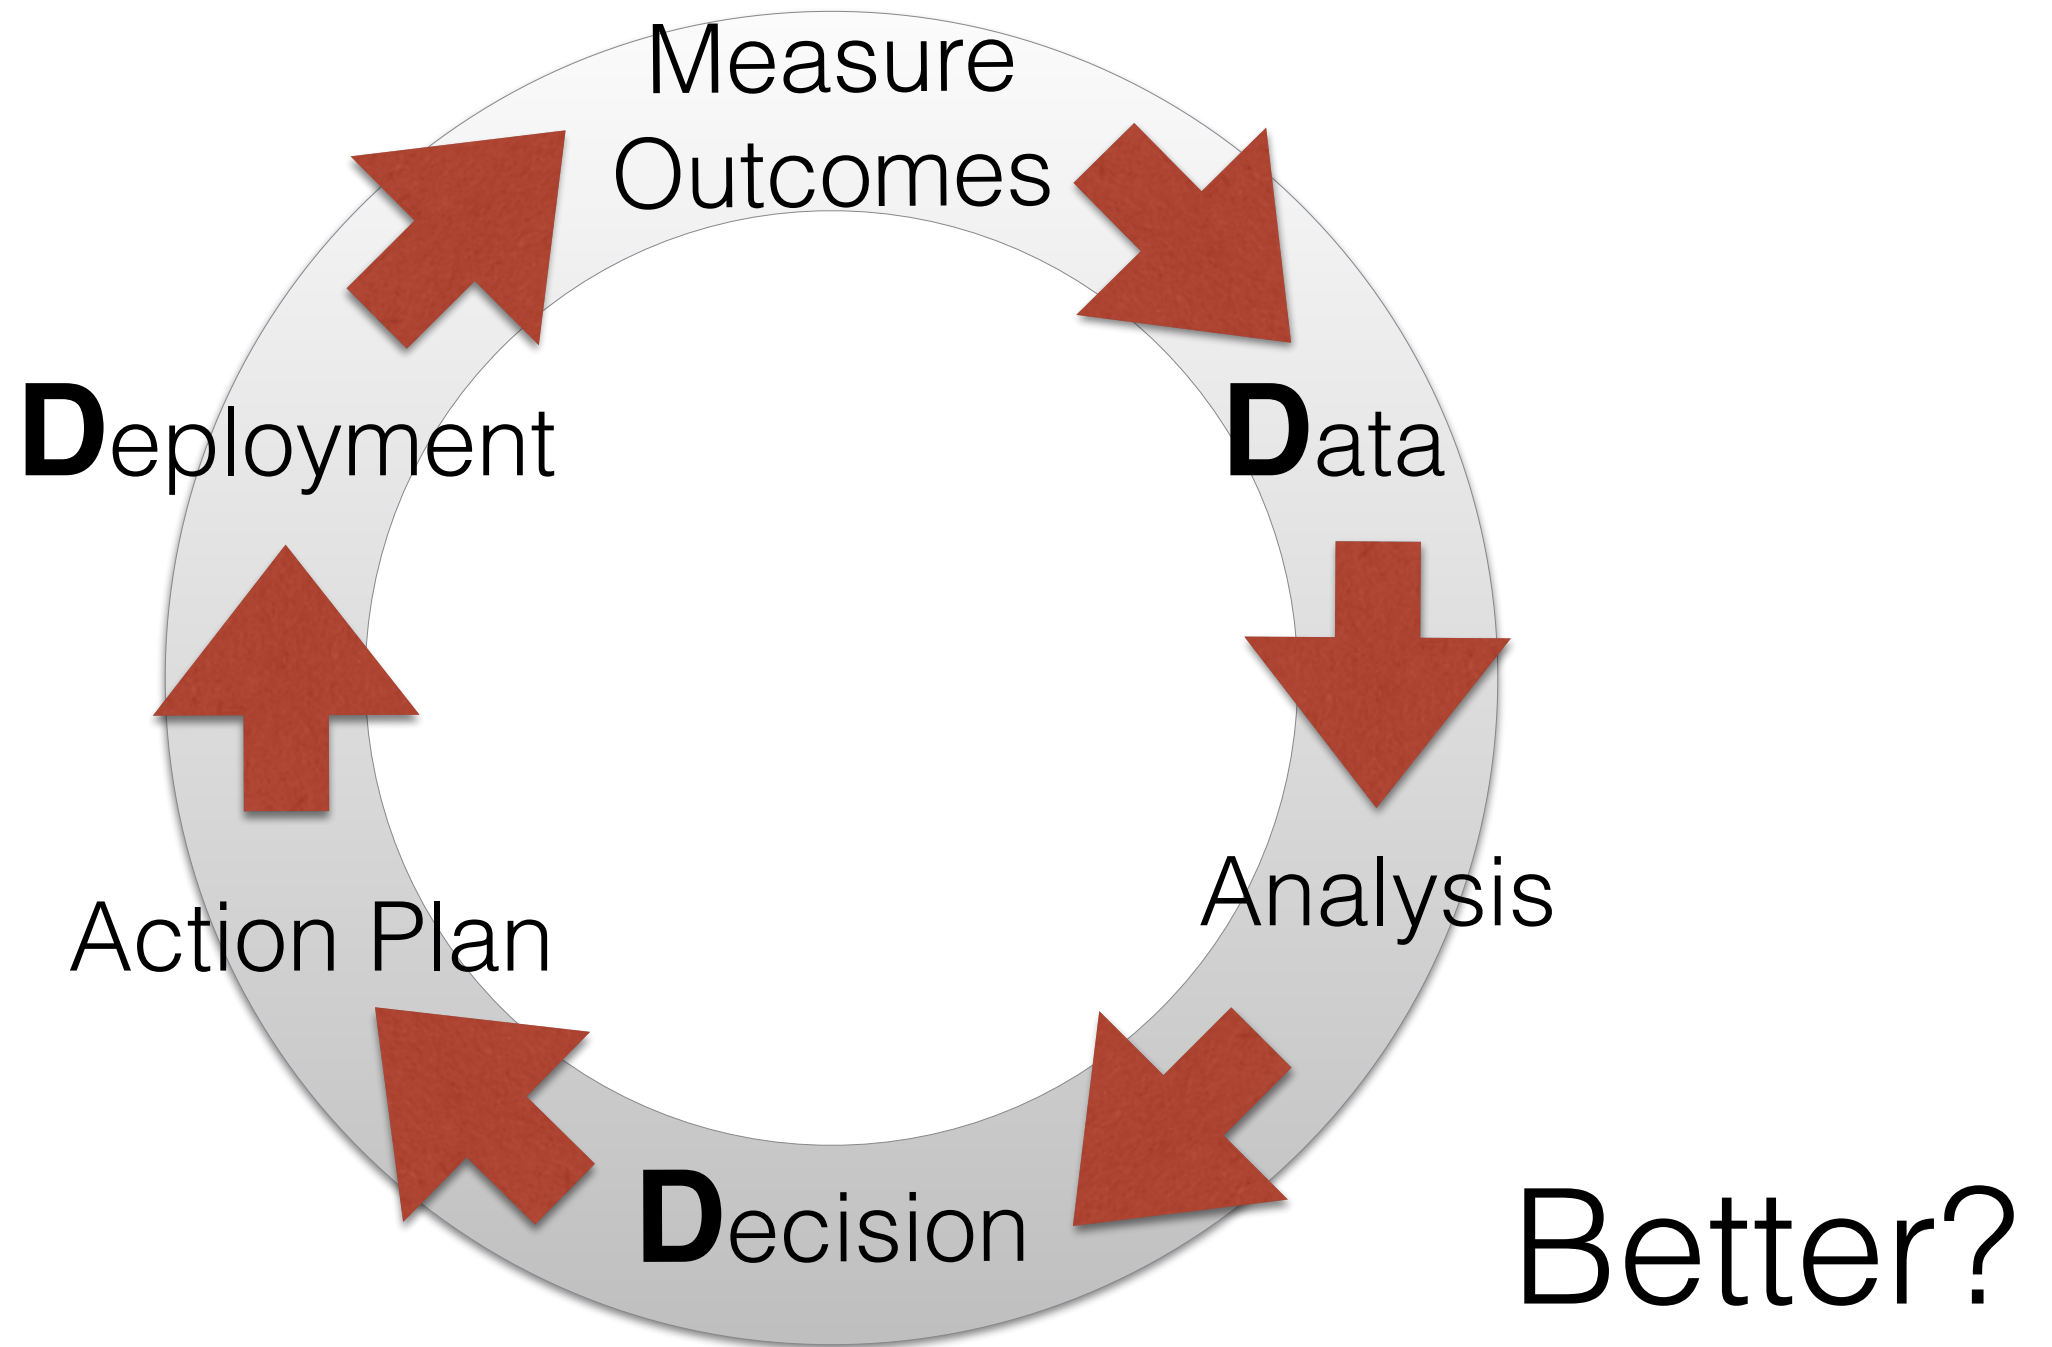 Measure
Outcomes
Deployment
Data
Analysis
Action Plan
Decision
Better?